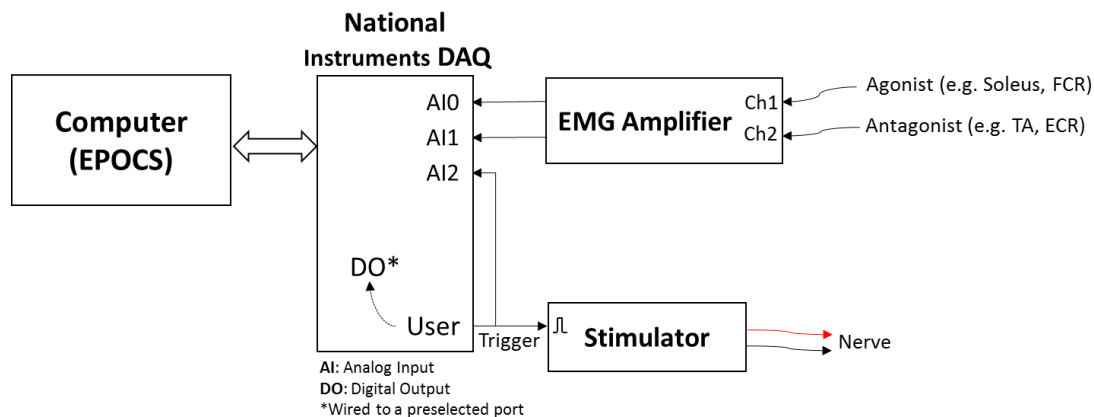 National
Instruments DAQ
Computer
(EPOCS)
AI0
AI1
AI2
DO*
User
EMG Amplifier
Ch1
Ch2
Agonist (e.g. Soleus, FCR)
Antagonist (e.g. TA, ECR)
Trigger
Stimulator
Nerve
AI: Analog Input
DO: Digital Output
*Wired to a preselected port